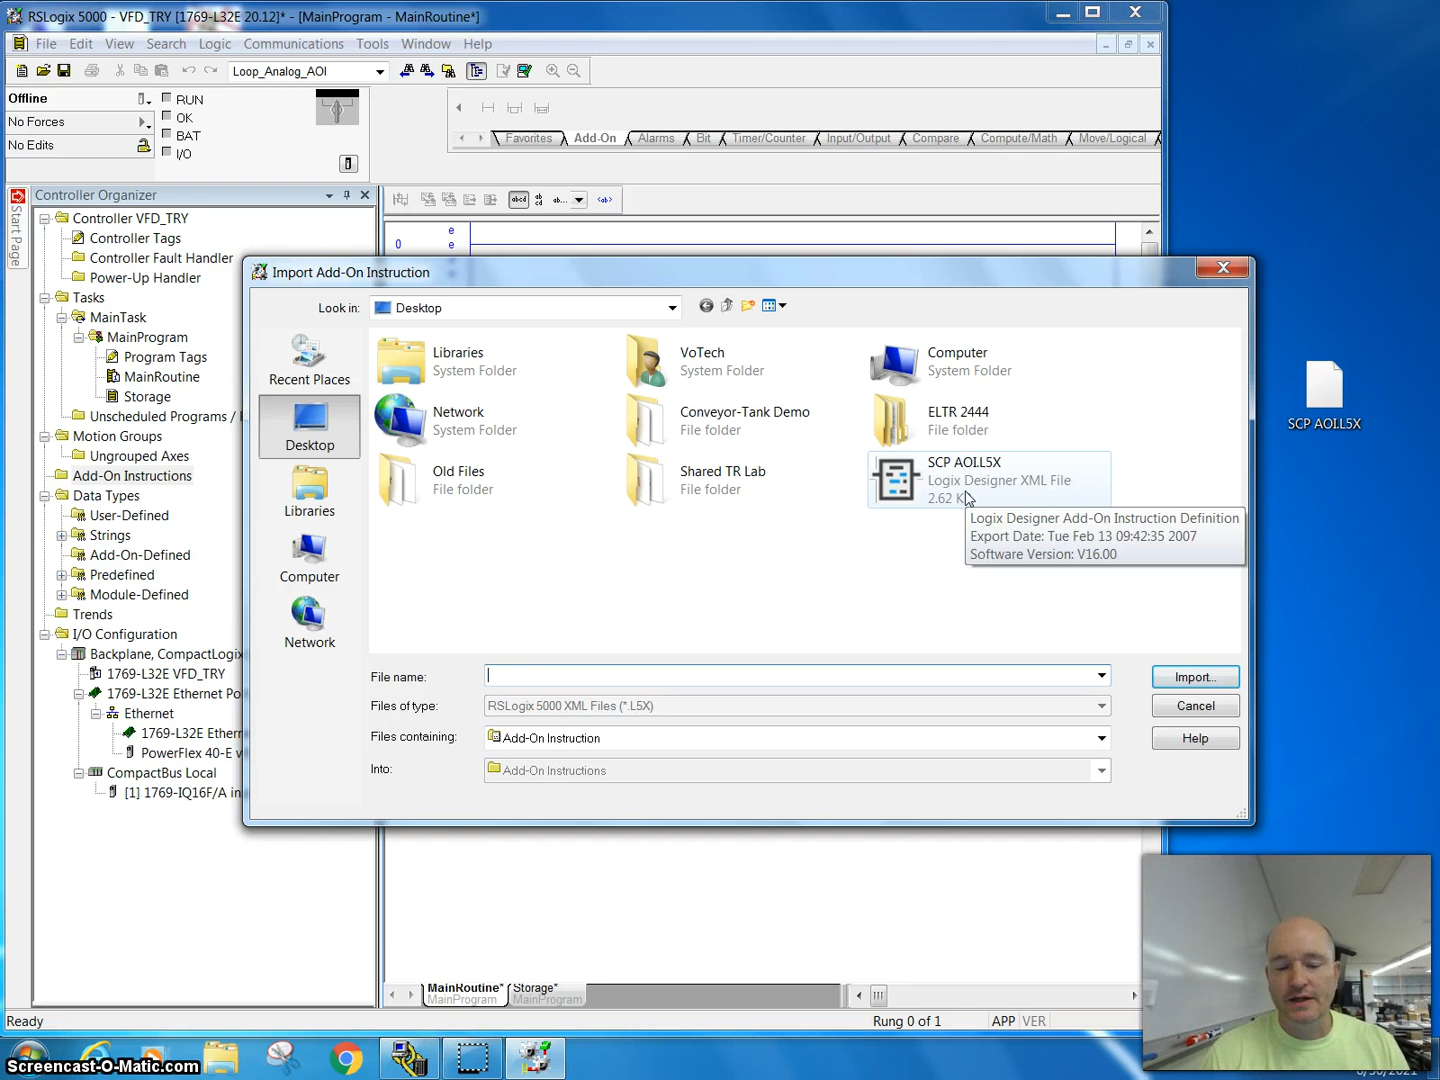 RSLogix 5000 - VFD_TRY [1769-L32E 20.12]* - [MainProgram - MainRoutine*]
File Edit View Search Logic Communications Tools Window Help
Loop_Analog_AOI
Offline
No Forces
No Edits
RUN
OK
BAT
I/O
Favorites Add-On Alarms Bit Timer/Counter Input/Output Compare Compute/Math Move/Logical
Start Page
Controller Organizer
Controller VFD_TRY
Controller Tags
Controller Fault Handler
Power-Up Handler
Tasks
MainTask
MainProgram
Program Tags
MainRoutine
Storage
Unscheduled Programs /
Motion Groups
Ungrouped Axes
Add-On Instructions
Data Types
User-Defined
Strings
Add-On-Defined
Predefined
Module-Defined
Trends
I/O Configuration
Backplane, CompactLogix
1769-L32E VFD_TRY
1769-L32E Ethernet Po
Ethernet
1769-L32E Ethern
PowerFlex 40-E v
CompactBus Local
[1] 1769-IQ16F/A in
abcd
ab
cd
ab...
<ab>
e
0 e
Import Add-On Instruction
Look in: Desktop
Recent Places
Desktop
Libraries
Computer
Network
Libraries
System Folder
VoTech
System Folder
Computer
System Folder
Network
System Folder
Conveyor-Tank Demo
File folder
ELTR 2444
File folder
Old Files
File folder
Shared TR Lab
File folder
SCP AOI.L5X
Logix Designer XML File
2.62 K
Logix Designer Add-On Instruction Definition
Export Date: Tue Feb 13 09:42:35 2007
Software Version: V16.00
File name:
Import...
Files of type: RSLogix 5000 XML Files (*.L5X)
Cancel
Files containing: Add-On Instruction
Help
Into: Add-On Instructions
SCP AOI.L5X
MainRoutine*
MainProgram
Storage*
MainProgram
Ready
Rung 0 of 1 APP VER
Screencast-O-Matic.com